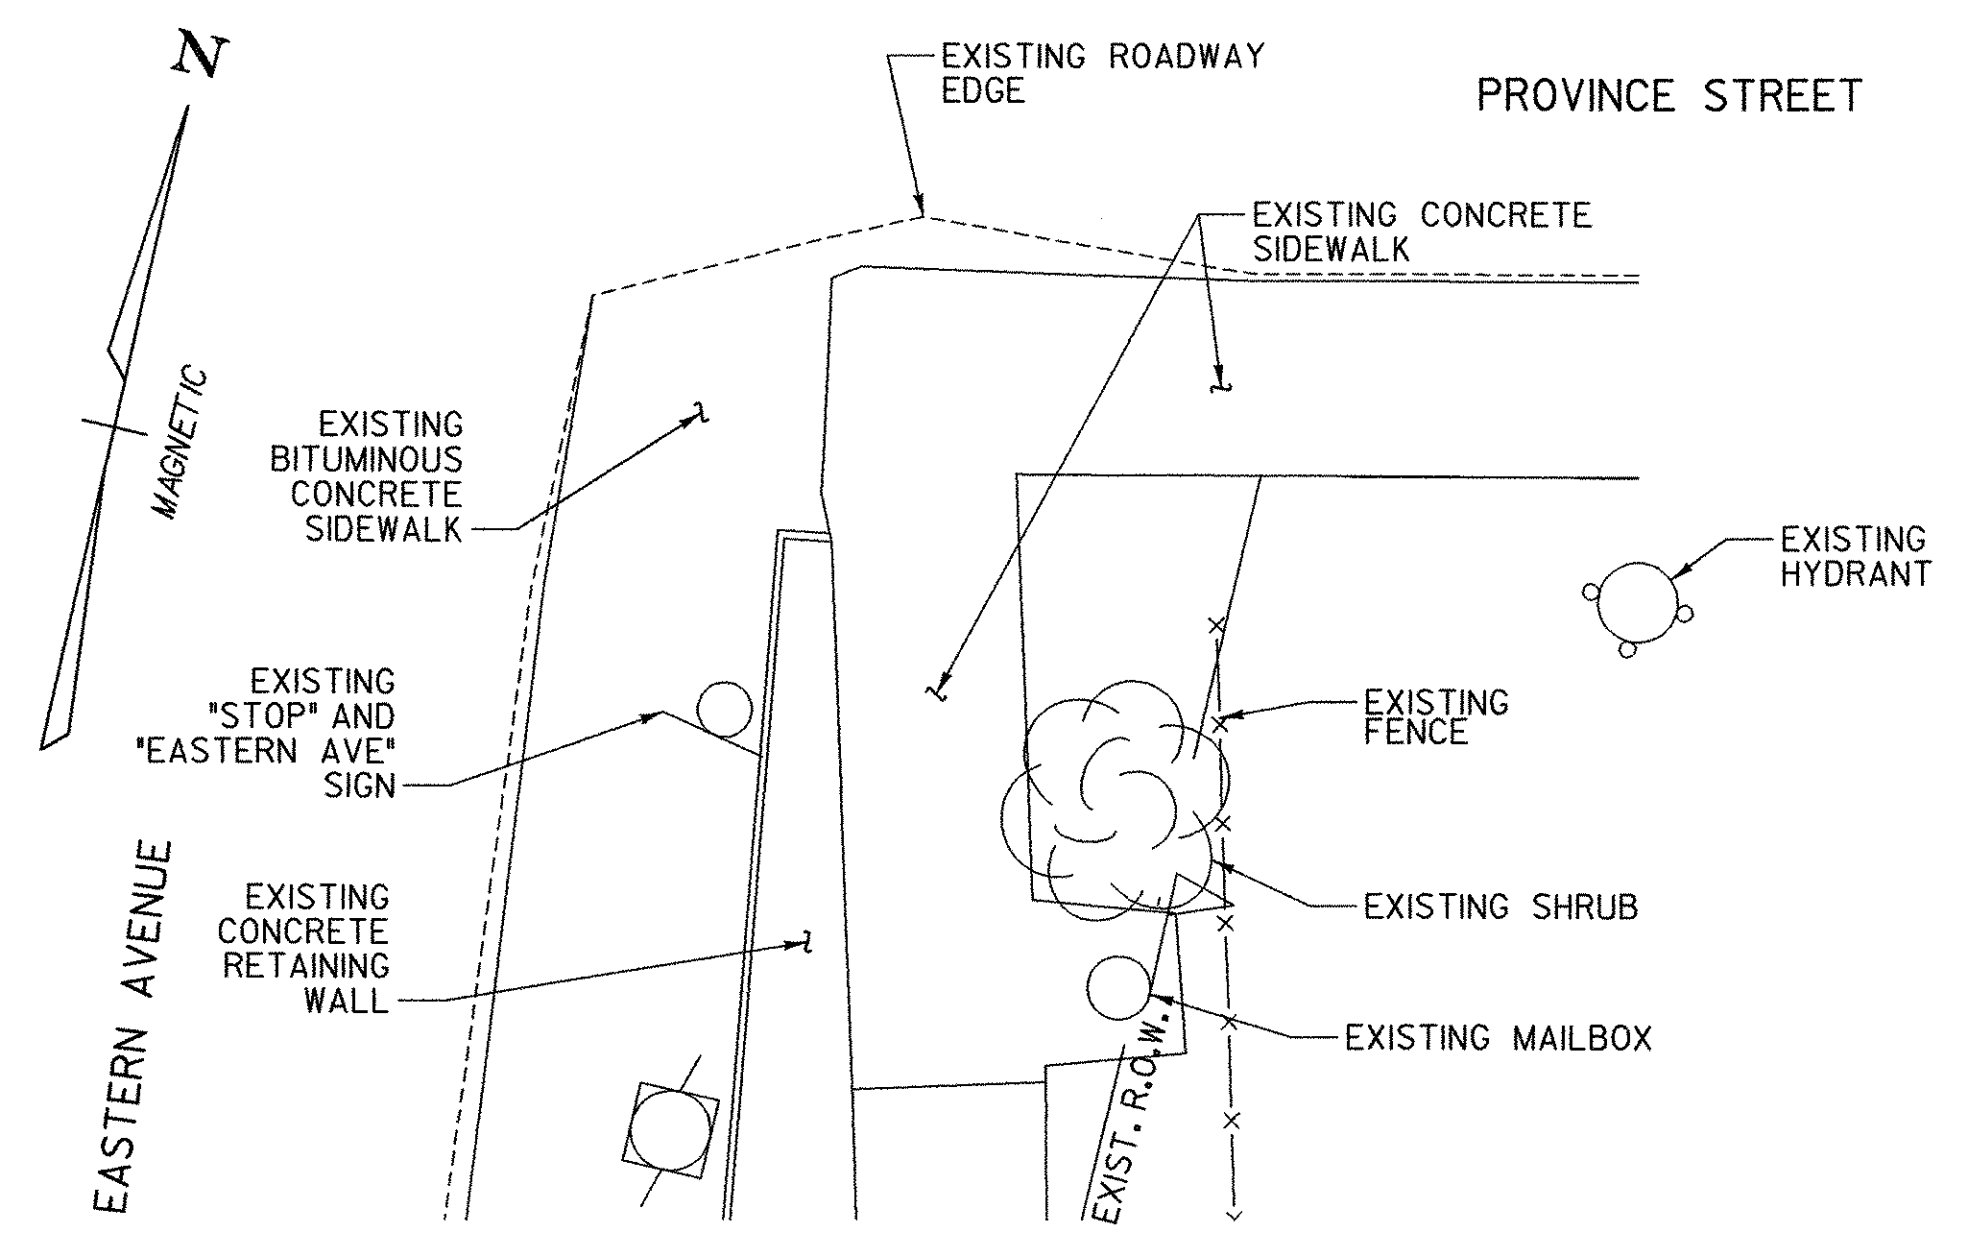 N
EXISTING ROADWAY
EDGE
PROVINCE STREET
EXISTING CONCRETE
SIDEWALK
MAGNETIC
EXISTING
BITUMINOUS
CONCRETE
SIDEWALK
EXISTING
HYDRANT
EXISTING
"STOP" AND
"EASTERN AVE"
SIGN
EXISTING
FENCE
EXISTING SHRUB
EXISTING
CONCRETE
RETAINING
WALL
EXISTING MAILBOX
EASTERN AVENUE
EXIST. R.O.W.